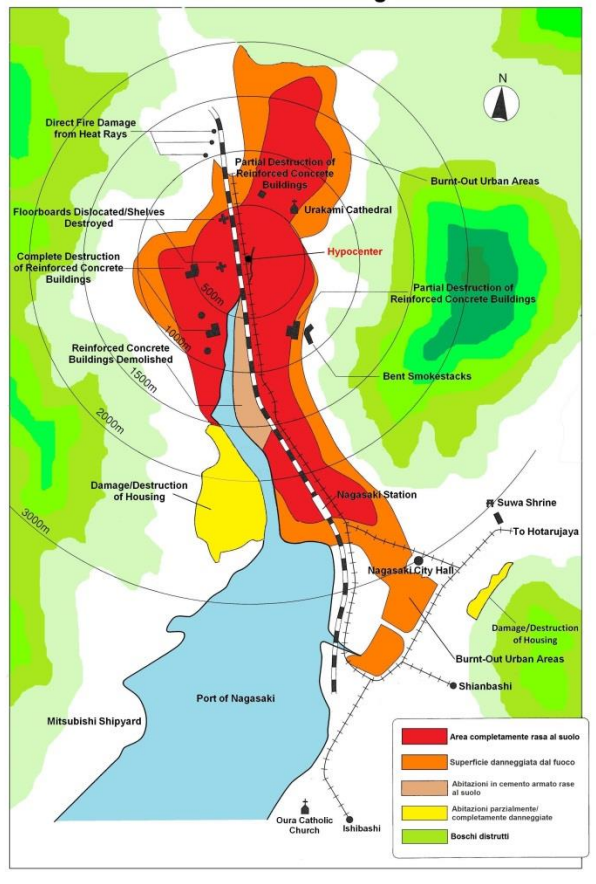 N
Direct Fire Damage
from Heat Rays
Partial Destruction of
Reinforced Concrete
Buildings
Burnt-Out Urban Areas
Floorboards Dislocated/Shelves
Destroyed
Urakami Cathedral
Hypocenter
Complete Destruction
of Reinforced Concrete
Buildings
500m
Partial Destruction of
Reinforced Concrete Buildings
1000m
Reinforced Concrete
Buildings Demolished
1500m
Bent Smokestacks
2000m
Damage/Destruction
of Housing
3000m
Nagasaki Station
Suwa Shrine
To Hotarujaya
Nagasaki City Hall
Damage/Destruction
of Housing
Burnt-Out Urban Areas
Shianbashi
Port of Nagasaki
Mitsubishi Shipyard
Area completamente rasa al suolo
Superficie danneggiata dal fuoco
Abitazioni in cemento armato rase
al suolo
Abitazioni parzialmente/
completamente danneggiate
Boschi distrutti
Oura Catholic
Church
Ishibashi